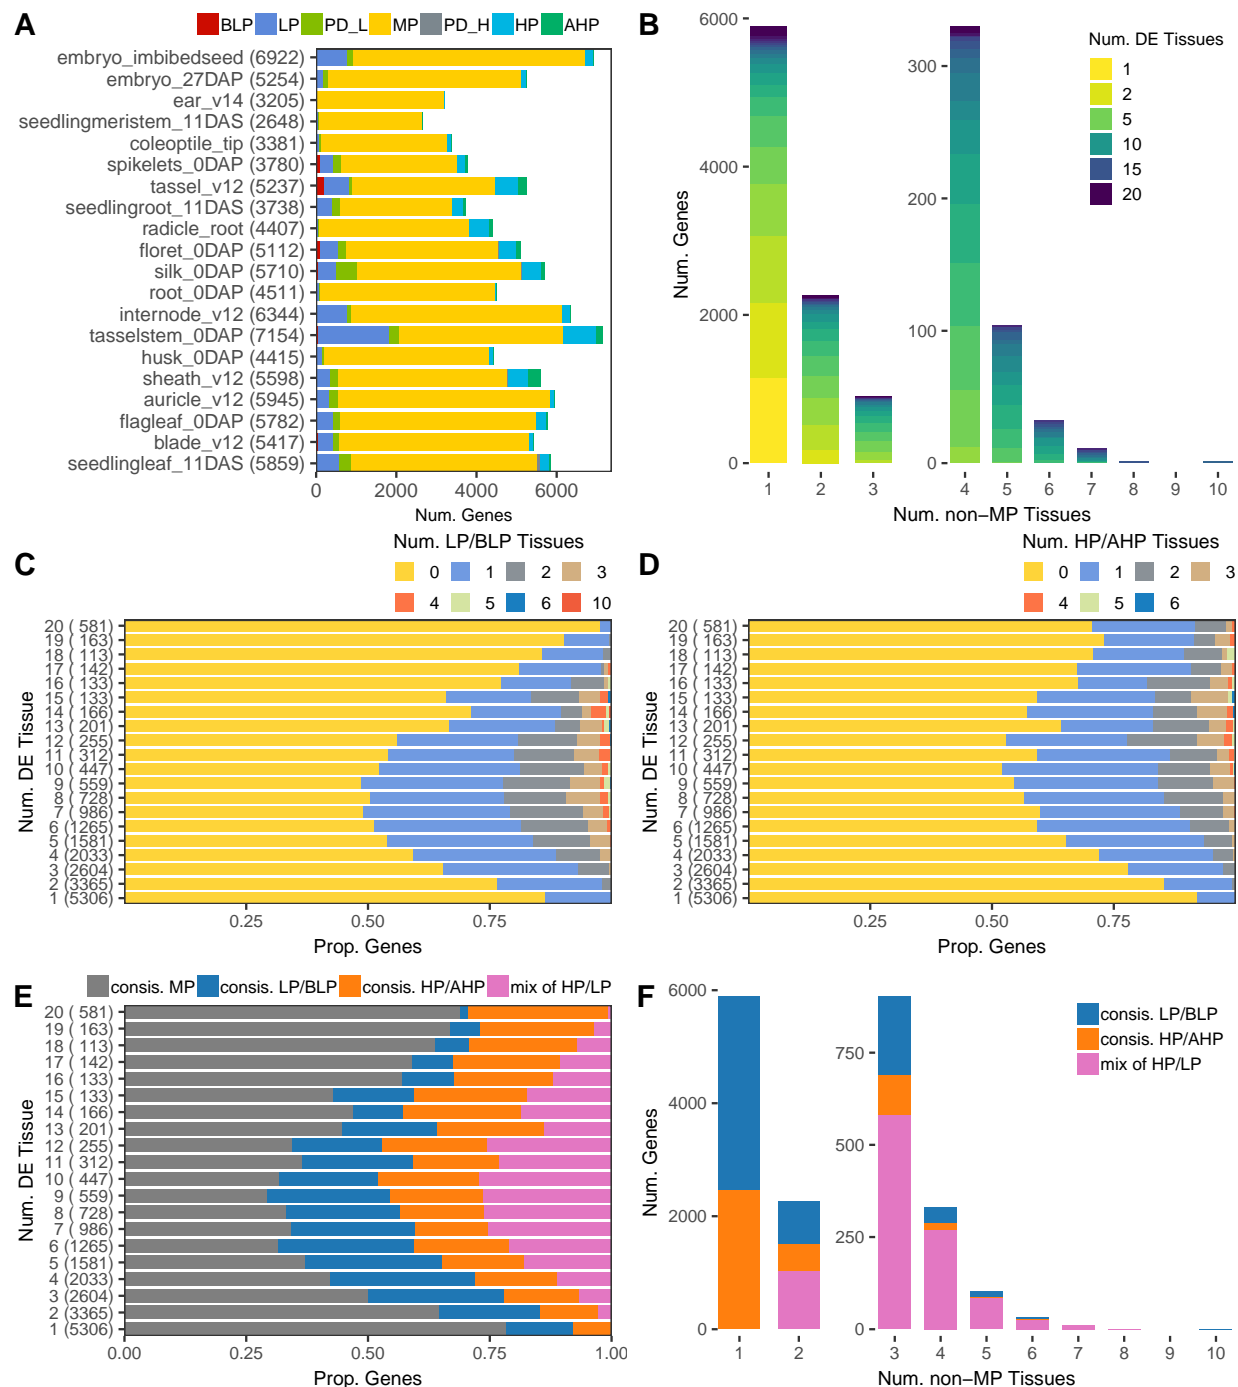 A
BLP LP PD_L MP PD_H HP AHP
embryo_imbibedseed (6922)
embryo_27DAP (5254)
ear_v14 (3205)
seedlingmeristem_11DAS (2648)
coleoptile_tip (3381)
spikelets_0DAP (3780)
tassel_v12 (5237)
seedlingroot_11DAS (3738)
radicle_root (4407)
floret_0DAP (5112)
silk_0DAP (5710)
root_0DAP (4511)
internode_v12 (6344)
tasselstem_0DAP (7154)
husk_0DAP (4415)
sheath_v12 (5598)
auricle_v12 (5945)
flagleaf_0DAP (5782)
blade_v12 (5417)
seedlingleaf_11DAS (5859)
0 2000 4000 6000
Num. Genes
B
Num. Genes
6000
4000
2000
0
300
200
100
0
Num. DE Tissues
1
2
5
10
15
20
1 2 3 4 5 6 7 8 9 10
Num. non−MP Tissues
C
Num. LP/BLP Tissues
0 1 2 3
4 5 6 10
Num. DE Tissue
20 ( 581)
19 ( 163)
18 ( 113)
17 ( 142)
16 ( 133)
15 ( 133)
14 ( 166)
13 ( 201)
12 ( 255)
11 ( 312)
10 ( 447)
9 ( 559)
8 ( 728)
7 ( 986)
6 (1265)
5 (1581)
4 (2033)
3 (2604)
2 (3365)
1 (5306)
0.25 0.50 0.75
Prop. Genes
D
Num. HP/AHP Tissues
0 1 2 3
4 5 6
Num. DE Tissue
20 ( 581)
19 ( 163)
18 ( 113)
17 ( 142)
16 ( 133)
15 ( 133)
14 ( 166)
13 ( 201)
12 ( 255)
11 ( 312)
10 ( 447)
9 ( 559)
8 ( 728)
7 ( 986)
6 (1265)
5 (1581)
4 (2033)
3 (2604)
2 (3365)
1 (5306)
0.25 0.50 0.75
Prop. Genes
E
consis. MP consis. LP/BLP consis. HP/AHP mix of HP/LP
Num. DE Tissue
20 ( 581)
19 ( 163)
18 ( 113)
17 ( 142)
16 ( 133)
15 ( 133)
14 ( 166)
13 ( 201)
12 ( 255)
11 ( 312)
10 ( 447)
9 ( 559)
8 ( 728)
7 ( 986)
6 (1265)
5 (1581)
4 (2033)
3 (2604)
2 (3365)
1 (5306)
0.00 0.25 0.50 0.75 1.00
Prop. Genes
F
Num. Genes
6000
4000
2000
0
750
500
250
0
consis. LP/BLP
consis. HP/AHP
mix of HP/LP
1 2 3 4 5 6 7 8 9 10
Num. non−MP Tissues